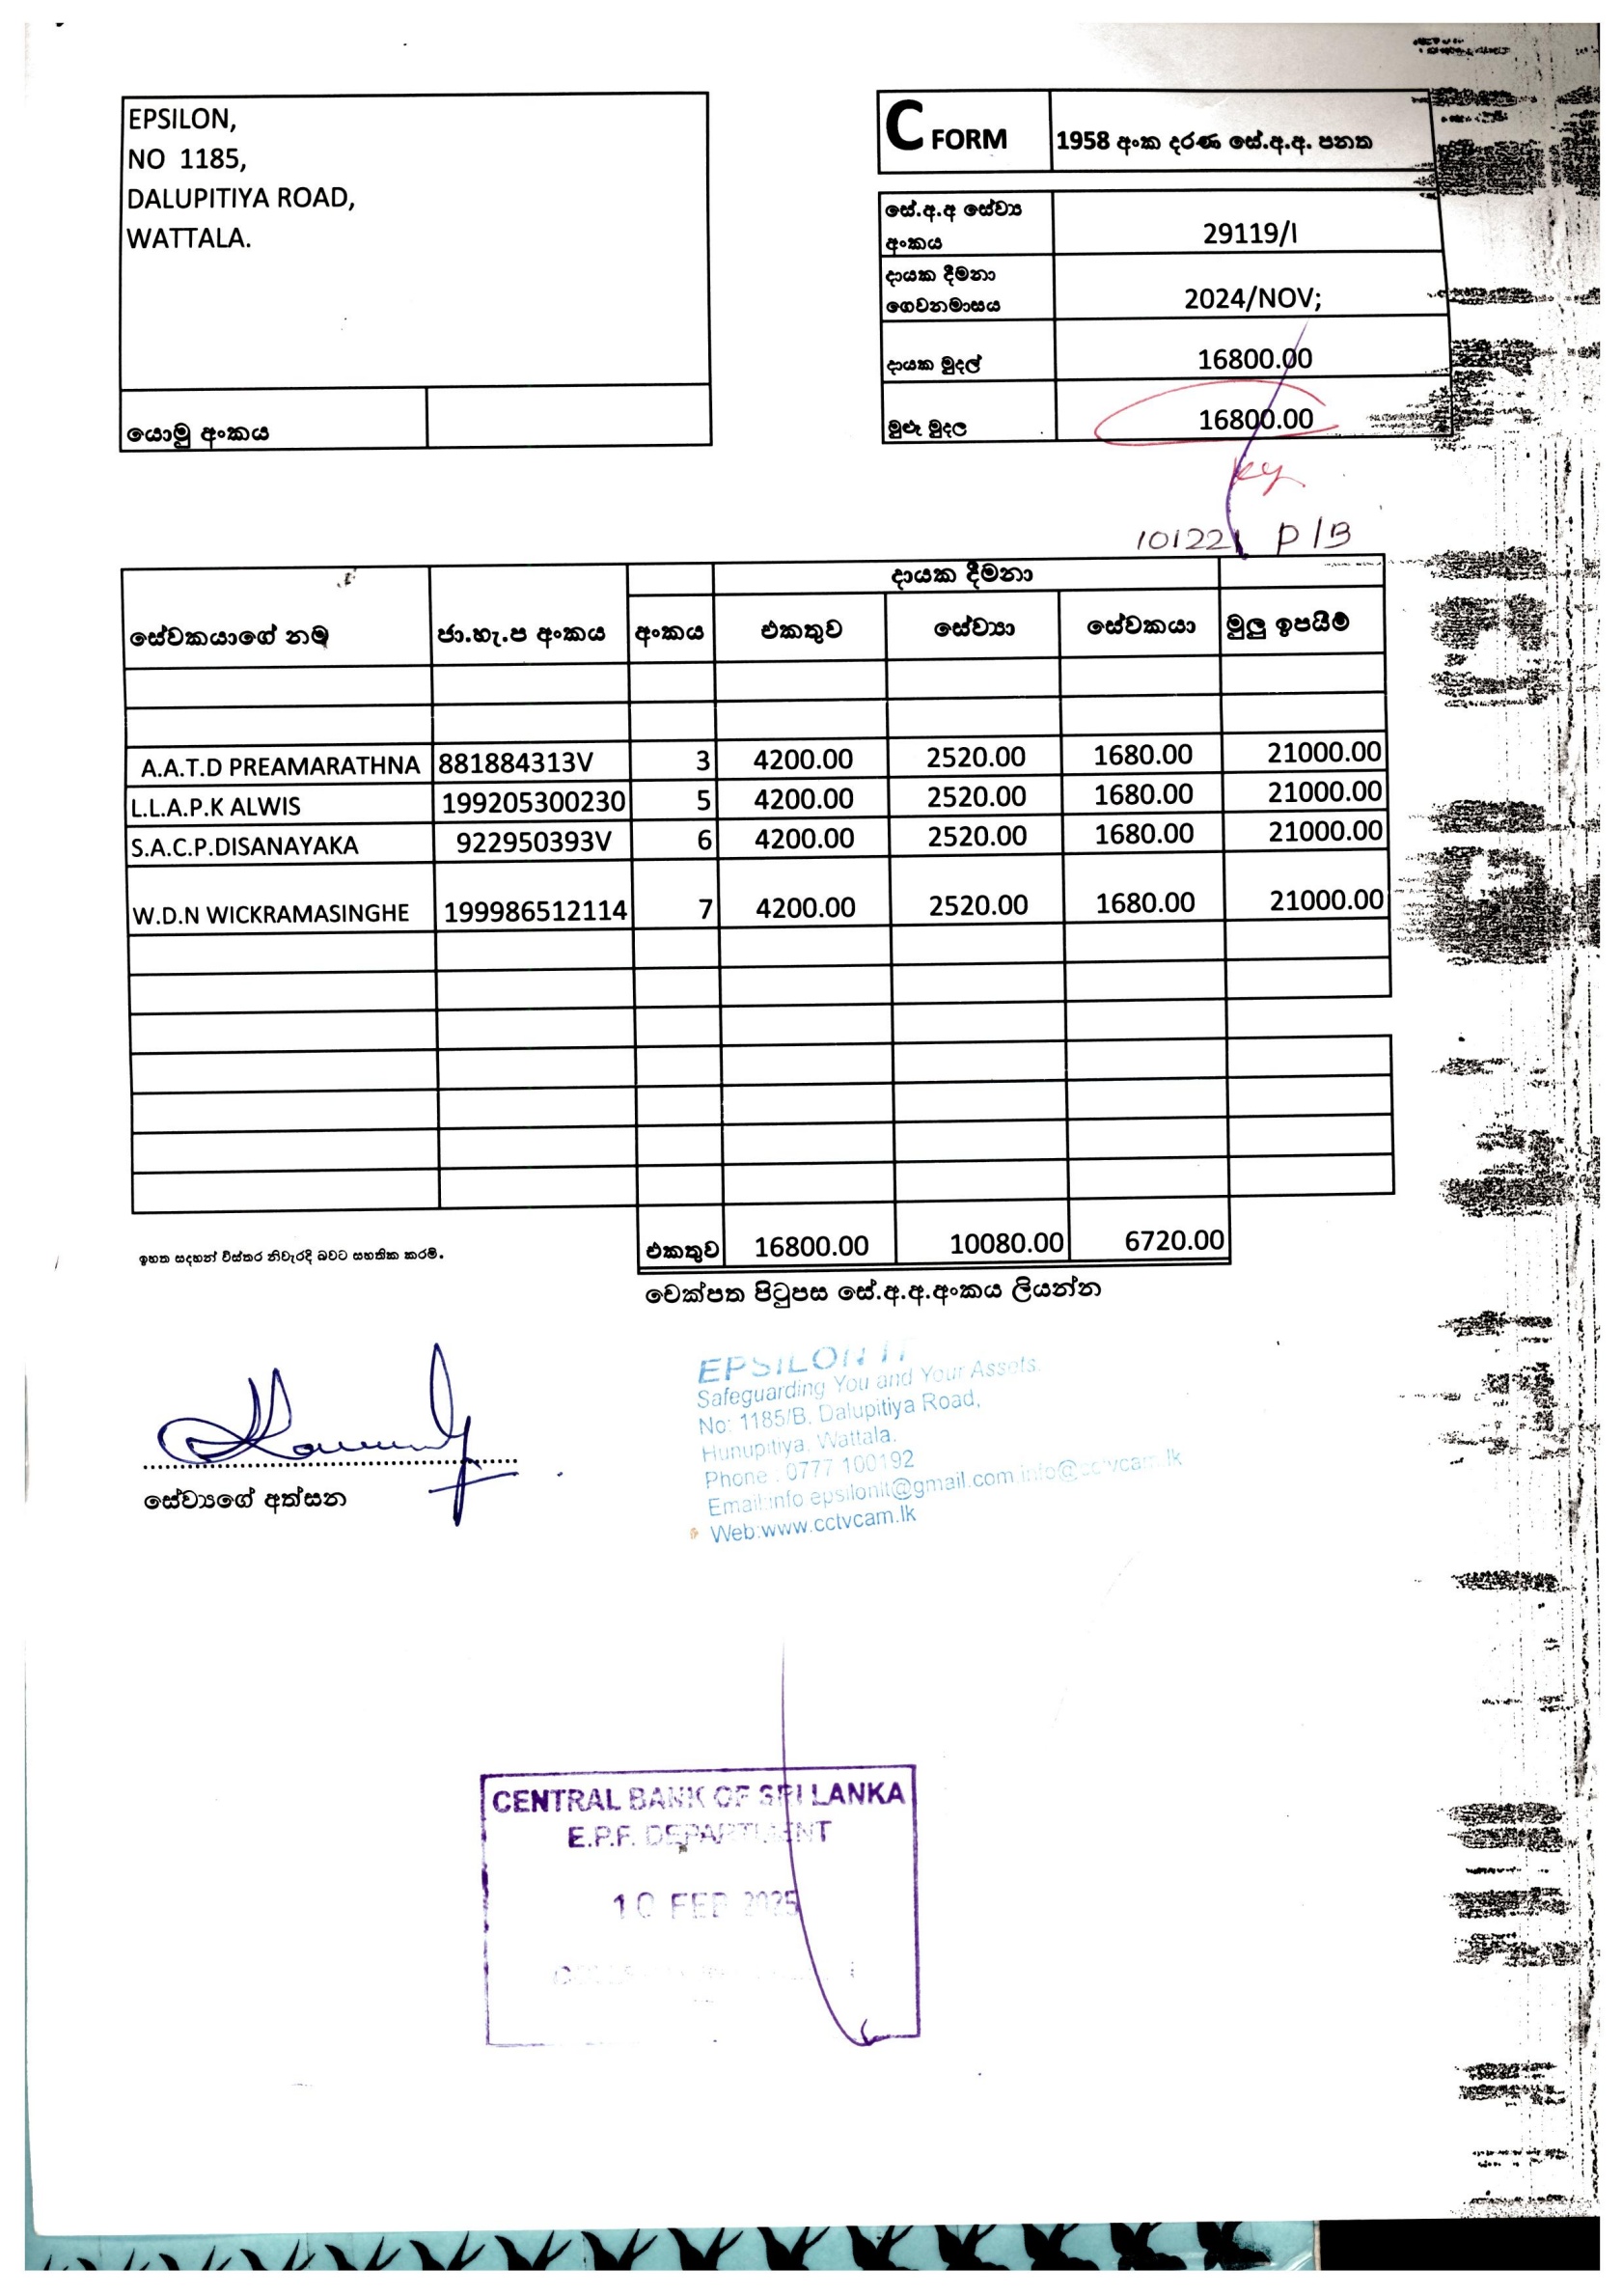 EPSILON,
NO 1185,
DALUPITIYA ROAD,
WATTALA.
යොමු අංකය
C FORM 1958 අංක දරණ සේ.අ.අ. පනත
සේ.අ.අ සේව්‍ය අංකය 29119/I
දායක දීමනා ගෙවනමාසය 2024/NOV;
දායක මුදල් 16800.00
මුළු මුදල 16800.00
101221 P/B
දායක දීමනා
සේවකයාගේ නම ජා.හැ.ප අංකය අංකය එකතුව සේව්‍යා සේවකයා මුලු ඉපයීම්
A.A.T.D PREAMARATHNA 881884313V 3 4200.00 2520.00 1680.00 21000.00
L.L.A.P.K ALWIS 199205300230 5 4200.00 2520.00 1680.00 21000.00
S.A.C.P.DISANAYAKA 922950393V 6 4200.00 2520.00 1680.00 21000.00
W.D.N WICKRAMASINGHE 199986512114 7 4200.00 2520.00 1680.00 21000.00
එකතුව 16800.00 10080.00 6720.00
ඉහත සදහන් විස්තර නිවැරදි බවට සහතික කරමි.
චෙක්පත පිටුපස සේ.අ.අ.අංකය ලියන්න
සේව්‍යගේ අත්සන
EPSILON IT
Safeguarding You and Your Assets.
No: 1185/B, Dalupitiya Road,
Hunupitiya, Wattala.
Phone : 0777 100192
Email:info epsilonit@gmail.com info@cctvcam.lk
Web:www.cctvcam.lk
CENTRAL BANK OF SRI LANKA
E.P.F. DEPARTMENT
10 FEB 2025